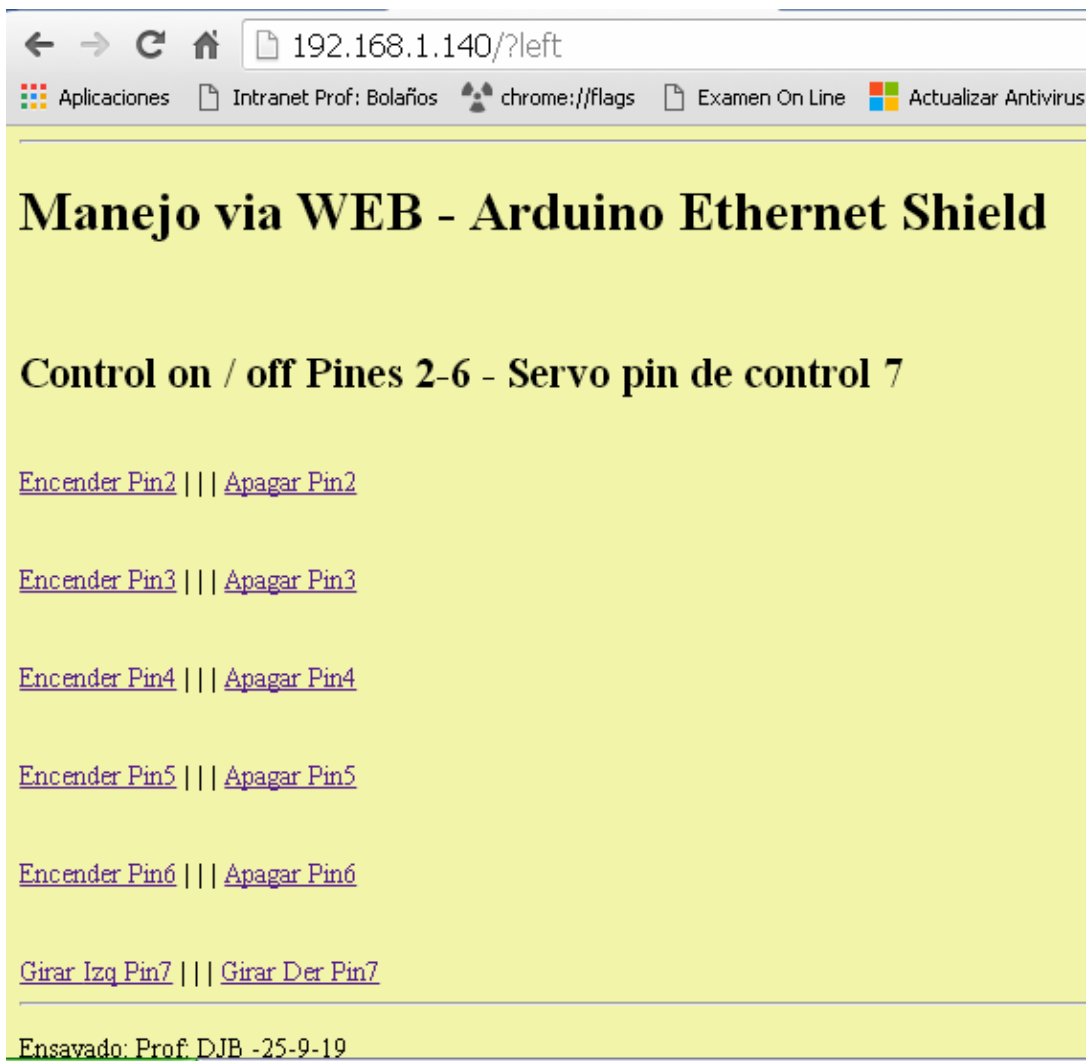 192.168.1.140/?left
Aplicaciones Intranet Prof: Bolaños chrome://flags Examen On Line Actualizar Antivirus
Manejo via WEB - Arduino Ethernet Shield
Control on / off Pines 2-6 - Servo pin de control 7
Encender Pin2 | | | Apagar Pin2
Encender Pin3 | | | Apagar Pin3
Encender Pin4 | | | Apagar Pin4
Encender Pin5 | | | Apagar Pin5
Encender Pin6 | | | Apagar Pin6
Girar Izq Pin7 | | | Girar Der Pin7
Ensayado: Prof: DJB -25-9-19